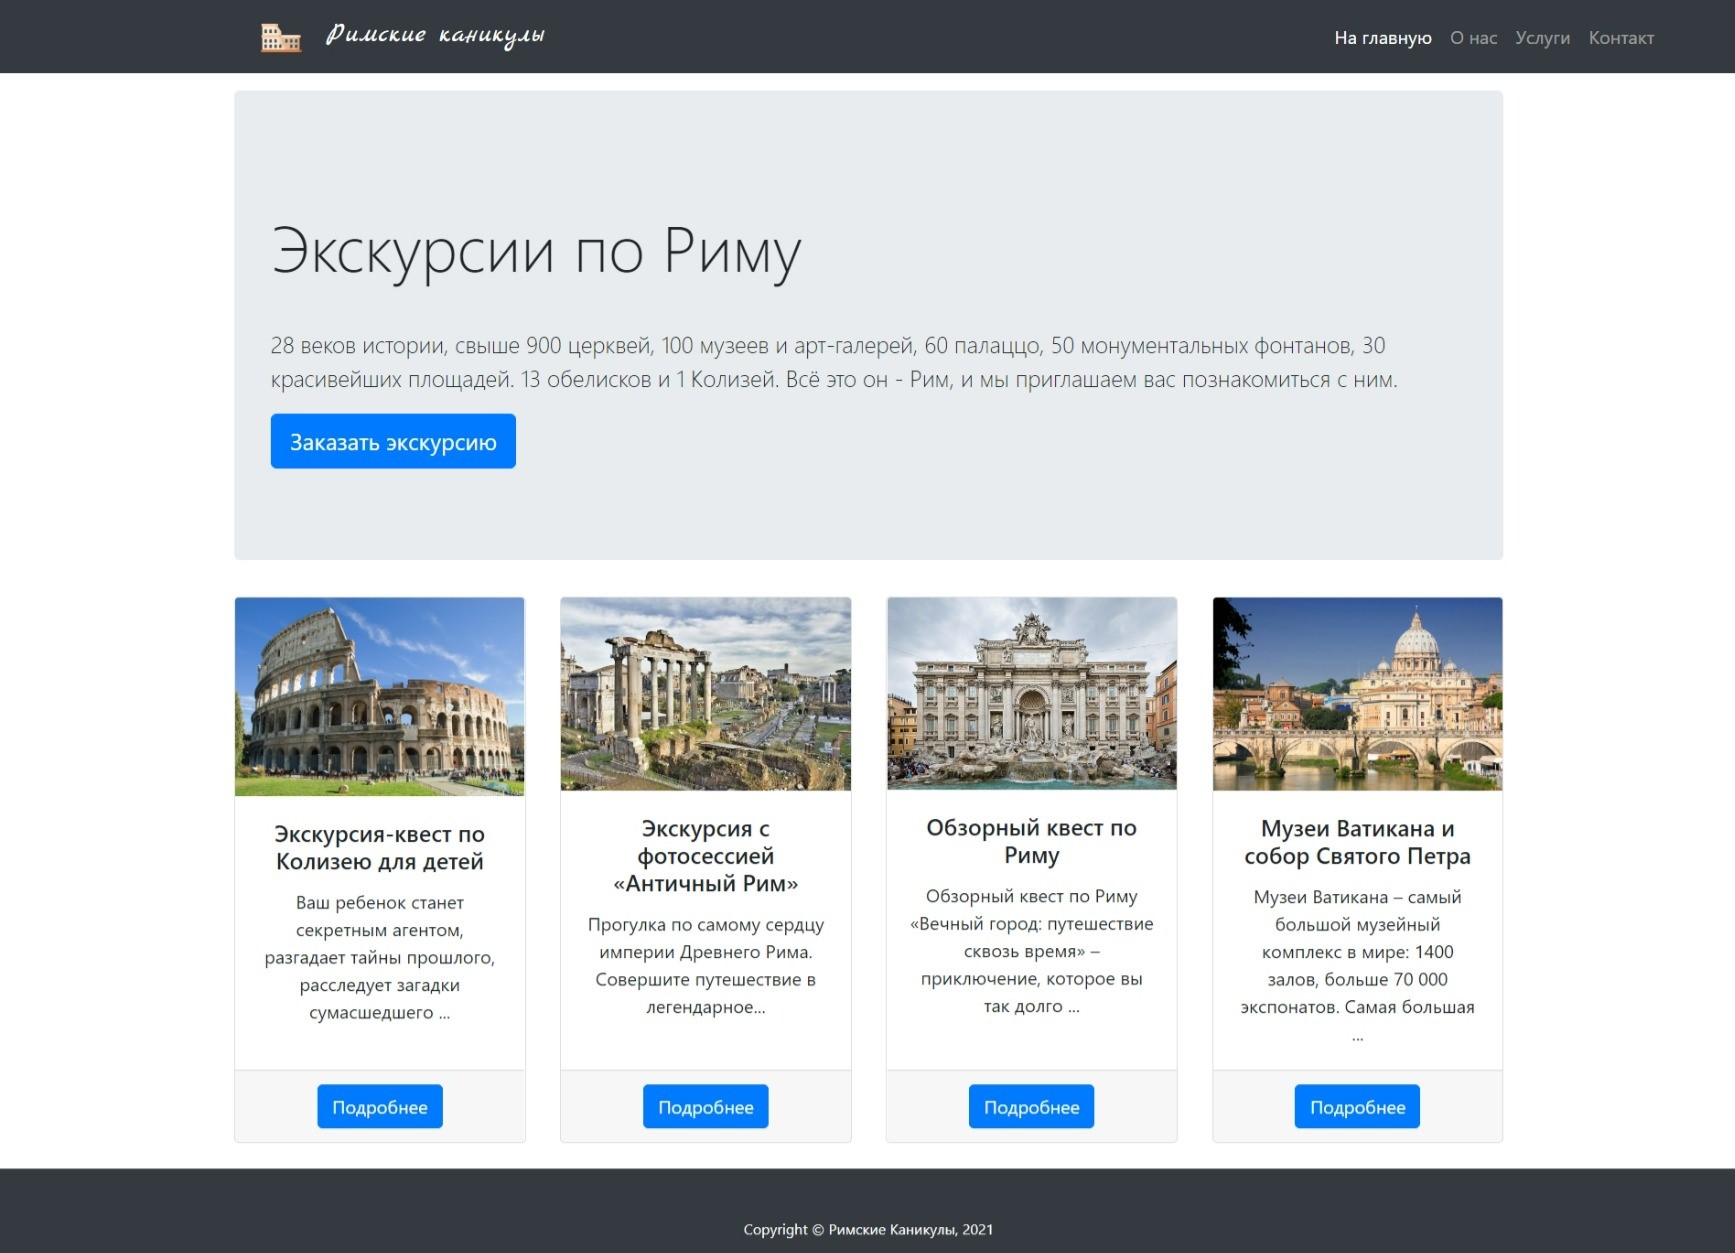 Римские каникулы
На главную О нас Услуги Контакт
Экскурсии по Риму
28 веков истории, свыше 900 церквей, 100 музеев и арт-галерей, 60 палаццо, 50 монументальных фонтанов, 30
красивейших площадей. 13 обелисков и 1 Колизей. Всё это он - Рим, и мы приглашаем вас познакомиться с ним.
Заказать экскурсию
Экскурсия-квест по
Колизею для детей
Ваш ребенок станет
секретным агентом,
разгадает тайны прошлого,
расследует загадки
сумасшедшего ...
Подробнее
Экскурсия с
фотосессией
«Античный Рим»
Прогулка по самому сердцу
империи Древнего Рима.
Совершите путешествие в
легендарное...
Подробнее
Обзорный квест по
Риму
Обзорный квест по Риму
«Вечный город: путешествие
сквозь время» –
приключение, которое вы
так долго ...
Подробнее
Музеи Ватикана и
собор Святого Петра
Музеи Ватикана – самый
большой музейный
комплекс в мире: 1400
залов, больше 70 000
экспонатов. Самая большая
...
Подробнее
Copyright © Римские Каникулы, 2021